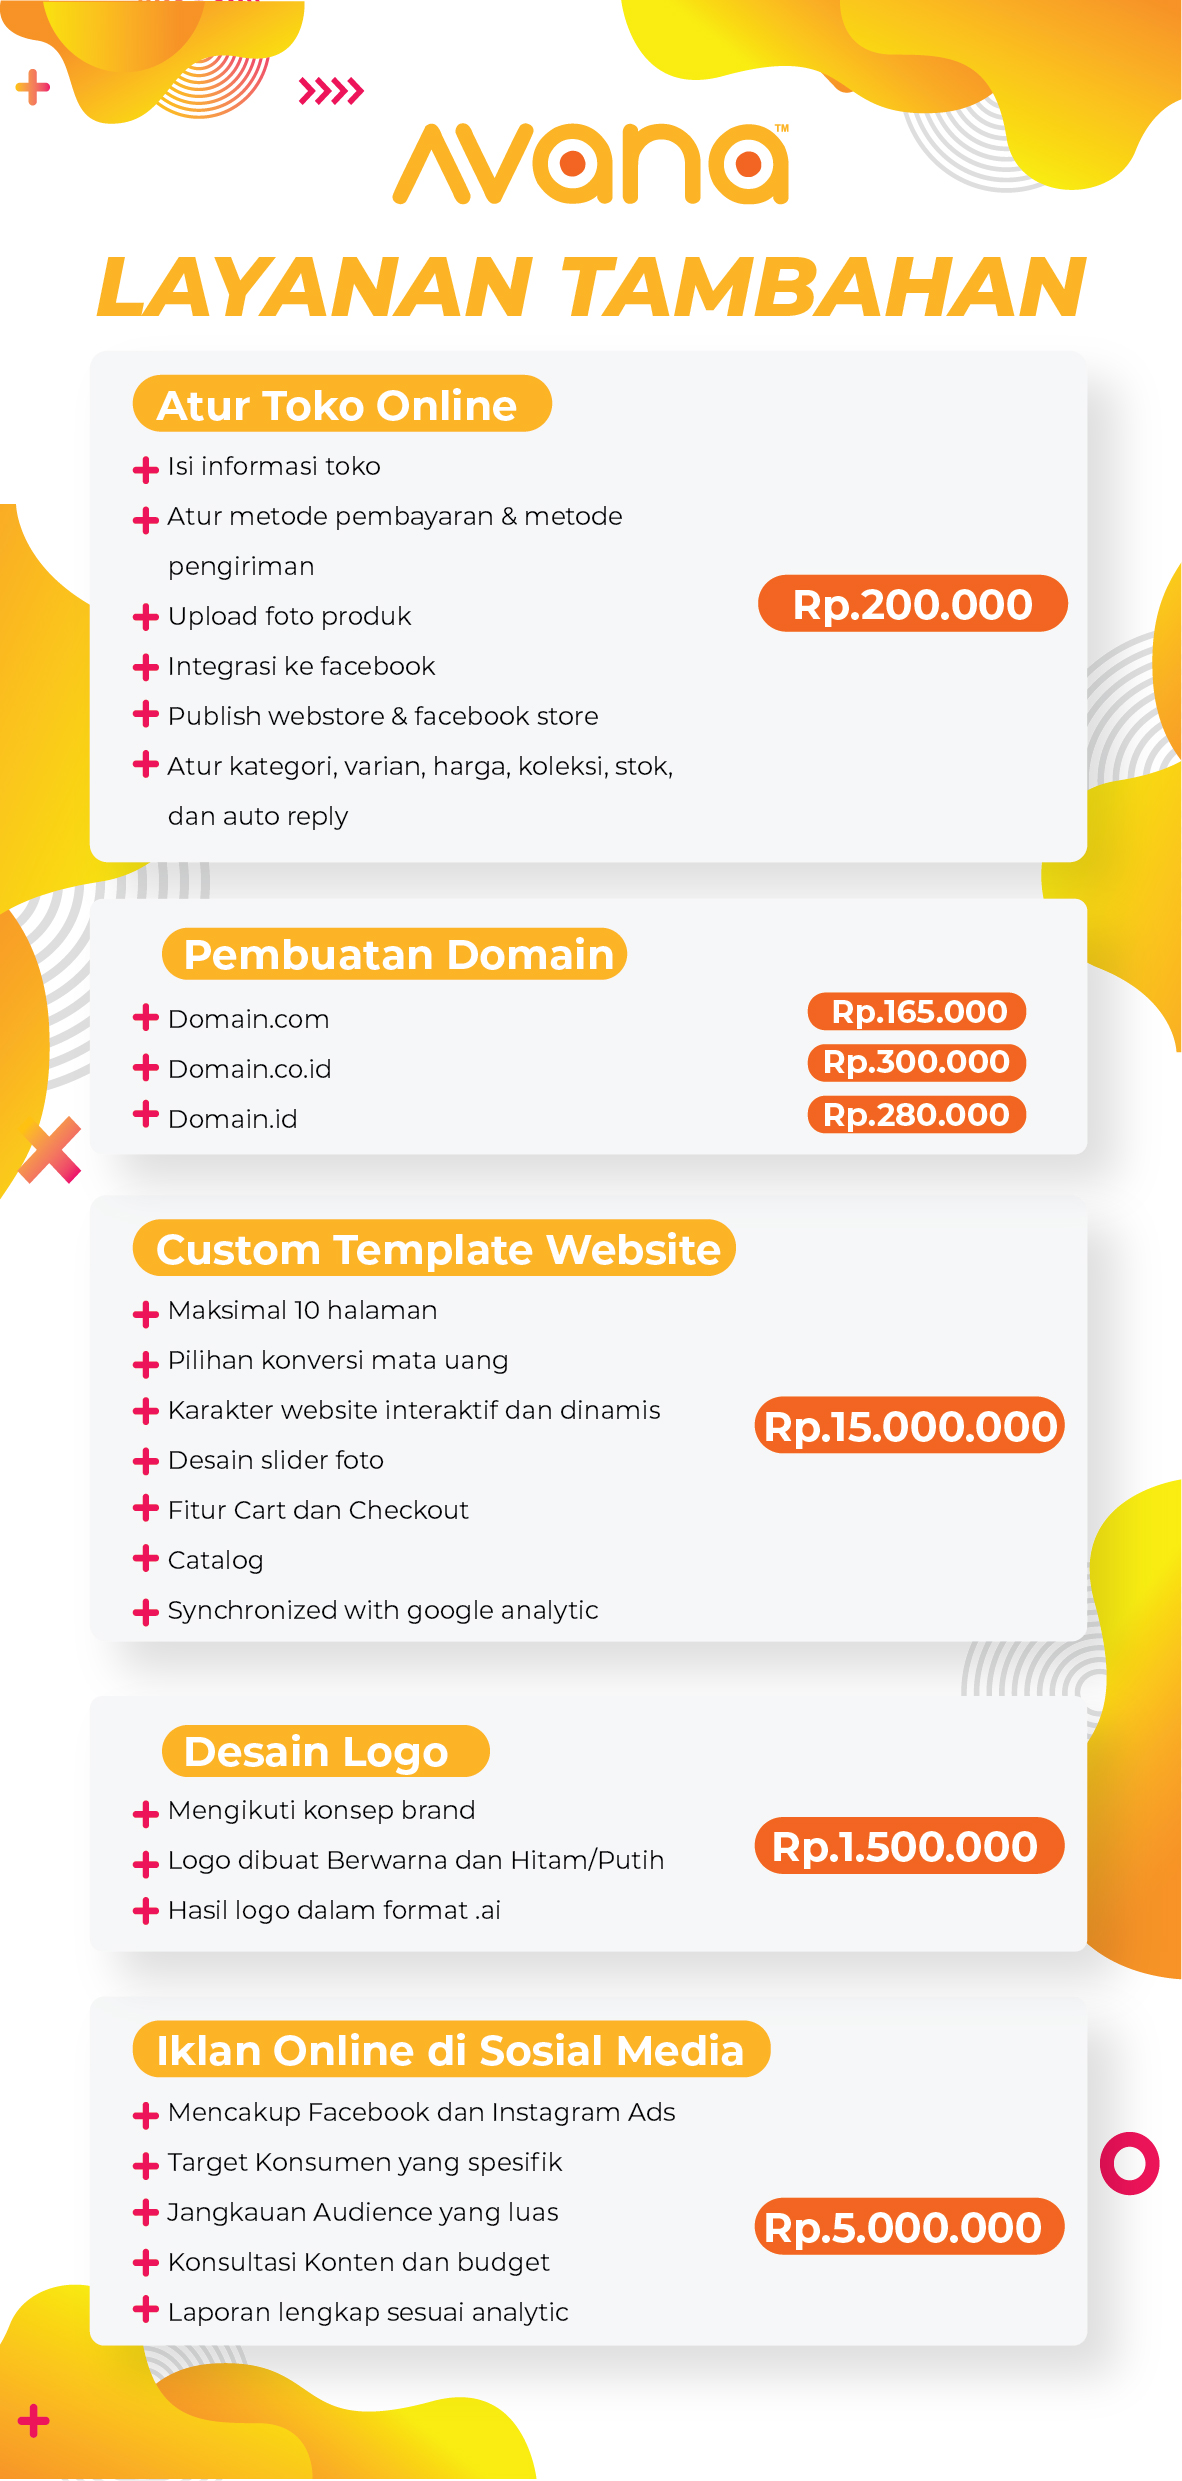 AVANA™
LAYANAN TAMBAHAN
Atur Toko Online
Isi informasi toko
Atur metode pembayaran & metode
pengiriman
Upload foto produk
Integrasi ke facebook
Publish webstore & facebook store
Atur kategori, varian, harga, koleksi, stok,
dan auto reply
Rp.200.000
Pembuatan Domain
Domain.com
Rp.165.000
Domain.co.id
Rp.300.000
Domain.id
Rp.280.000
Custom Template Website
Maksimal 10 halaman
Pilihan konversi mata uang
Karakter website interaktif dan dinamis
Desain slider foto
Fitur Cart dan Checkout
Catalog
Synchronized with google analytic
Rp.15.000.000
Desain Logo
Mengikuti konsep brand
Logo dibuat Berwarna dan Hitam/Putih
Hasil logo dalam format .ai
Rp.1.500.000
Iklan Online di Sosial Media
Mencakup Facebook dan Instagram Ads
Target Konsumen yang spesifik
Jangkauan Audience yang luas
Konsultasi Konten dan budget
Laporan lengkap sesuai analytic
Rp.5.000.000